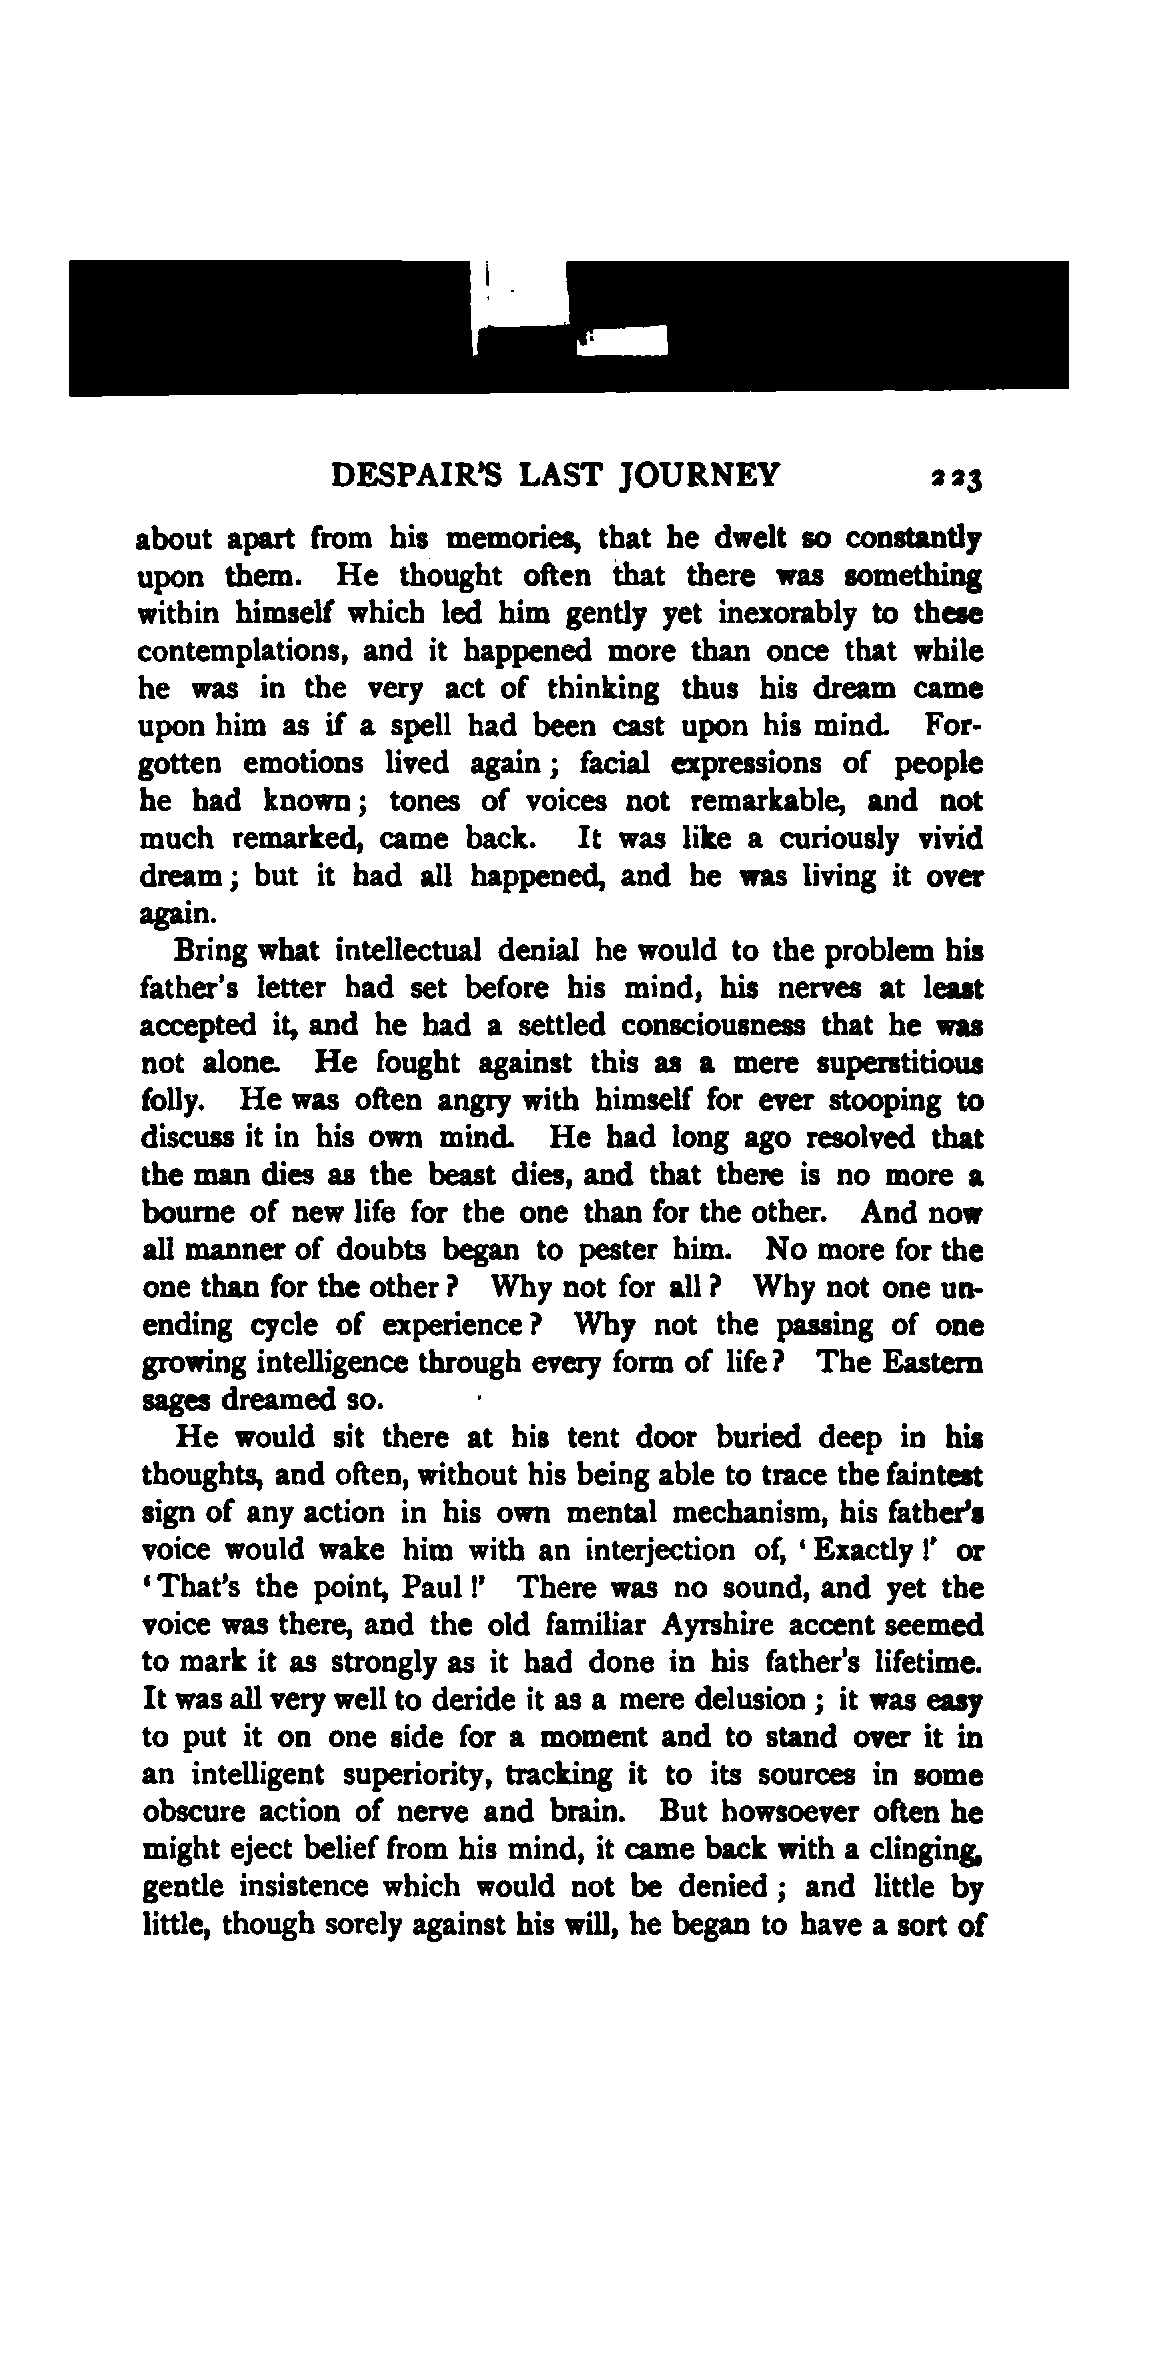 DESPAIR'S LAST JOURNEY 223
about apart from his memories, that he dwelt so constantly
upon them. He thought often that there was something
within himself which led him gently yet inexorably to these
contemplations, and it happened more than once that while
he was in the very act of thinking thus his dream came
upon him as if a spell had been cast upon his mind. For-
gotten emotions lived again; facial expressions of people
he had known; tones of voices not remarkable, and not
much remarked, came back. It was like a curiously vivid
dream; but it had all happened, and he was living it over
again.
Bring what intellectual denial he would to the problem his
father's letter had set before his mind, his nerves at least
accepted it, and he had a settled consciousness that he was
not alone. He fought against this as a mere superstitious
folly. He was often angry with himself for ever stooping to
discuss it in his own mind. He had long ago resolved that
the man dies as the beast dies, and that there is no more a
bourne of new life for the one than for the other. And now
all manner of doubts began to pester him. No more for the
one than for the other? Why not for all? Why not one un-
ending cycle of experience? Why not the passing of one
growing intelligence through every form of life? The Eastern
sages dreamed so.
He would sit there at his tent door buried deep in his
thoughts, and often, without his being able to trace the faintest
sign of any action in his own mental mechanism, his father's
voice would wake him with an interjection of, 'Exactly!' or
'That's the point, Paul!' There was no sound, and yet the
voice was there, and the old familiar Ayrshire accent seemed
to mark it as strongly as it had done in his father's lifetime.
It was all very well to deride it as a mere delusion; it was easy
to put it on one side for a moment and to stand over it in
an intelligent superiority, tracking it to its sources in some
obscure action of nerve and brain. But howsoever often he
might eject belief from his mind, it came back with a clinging,
gentle insistence which would not be denied; and little by
little, though sorely against his will, he began to have a sort of